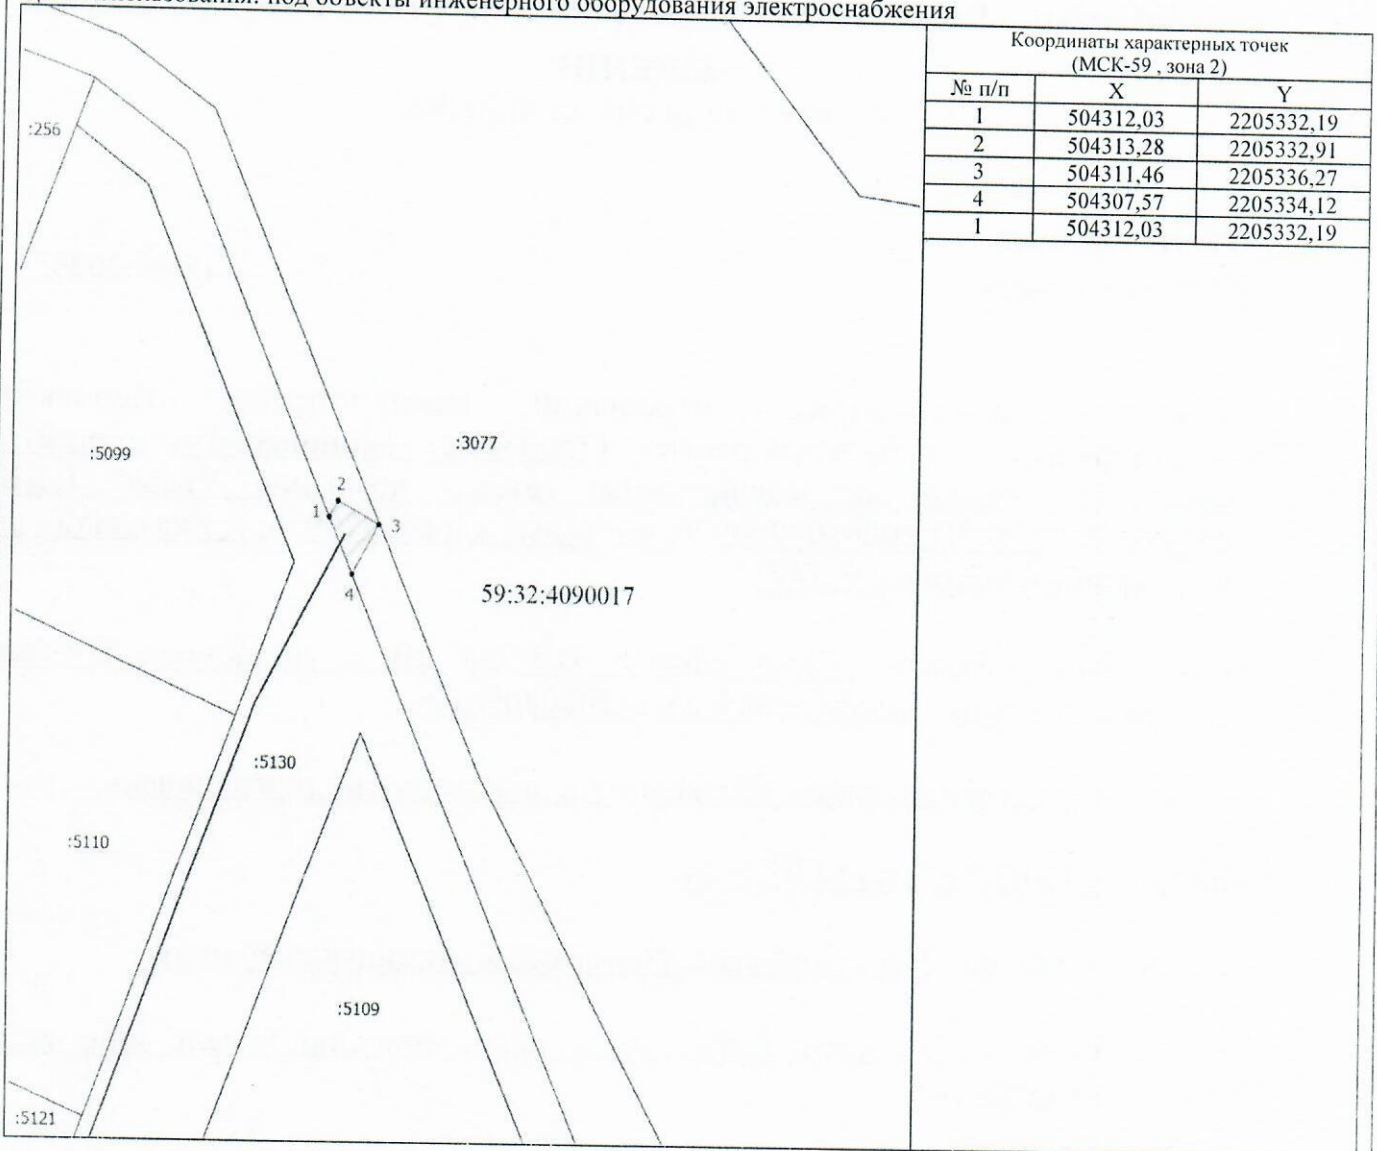 использования: под объекты инженерного оборудования электроснабжения
Координаты характерных точек
(МСК-59 , зона 2)
№ п/п X Y
1 504312,03 2205332,19
2 504313,28 2205332,91
3 504311,46 2205336,27
4 504307,57 2205334,12
1 504312,03 2205332,19
:256
:3077
:5099
2
1
3
4
59:32:4090017
:5130
:5110
:5109
:5121